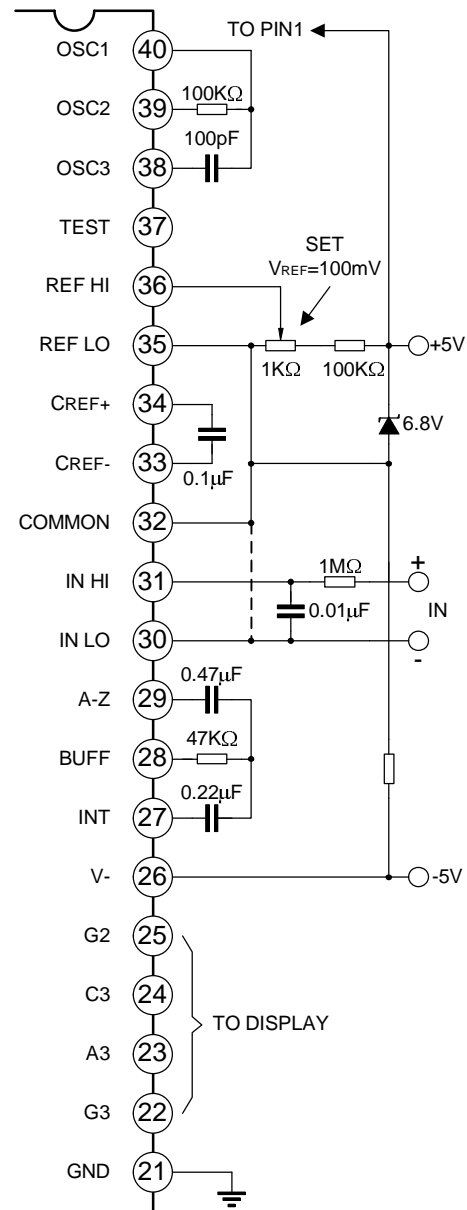 TO PIN1
OSC1 40
100KΩ
OSC2 39
100pF
OSC3 38
TEST 37
SET
VREF=100mV
REF HI 36
REF LO 35
1KΩ 100KΩ +5V
CREF+ 34
6.8V
CREF- 33
0.1µF
COMMON 32
1MΩ +
IN HI 31
0.01µF IN
IN LO 30
-
0.47µF
A-Z 29
47KΩ
BUFF 28
0.22µF
INT 27
V- 26 -5V
G2 25
C3 24
TO DISPLAY
A3 23
G3 22
GND 21